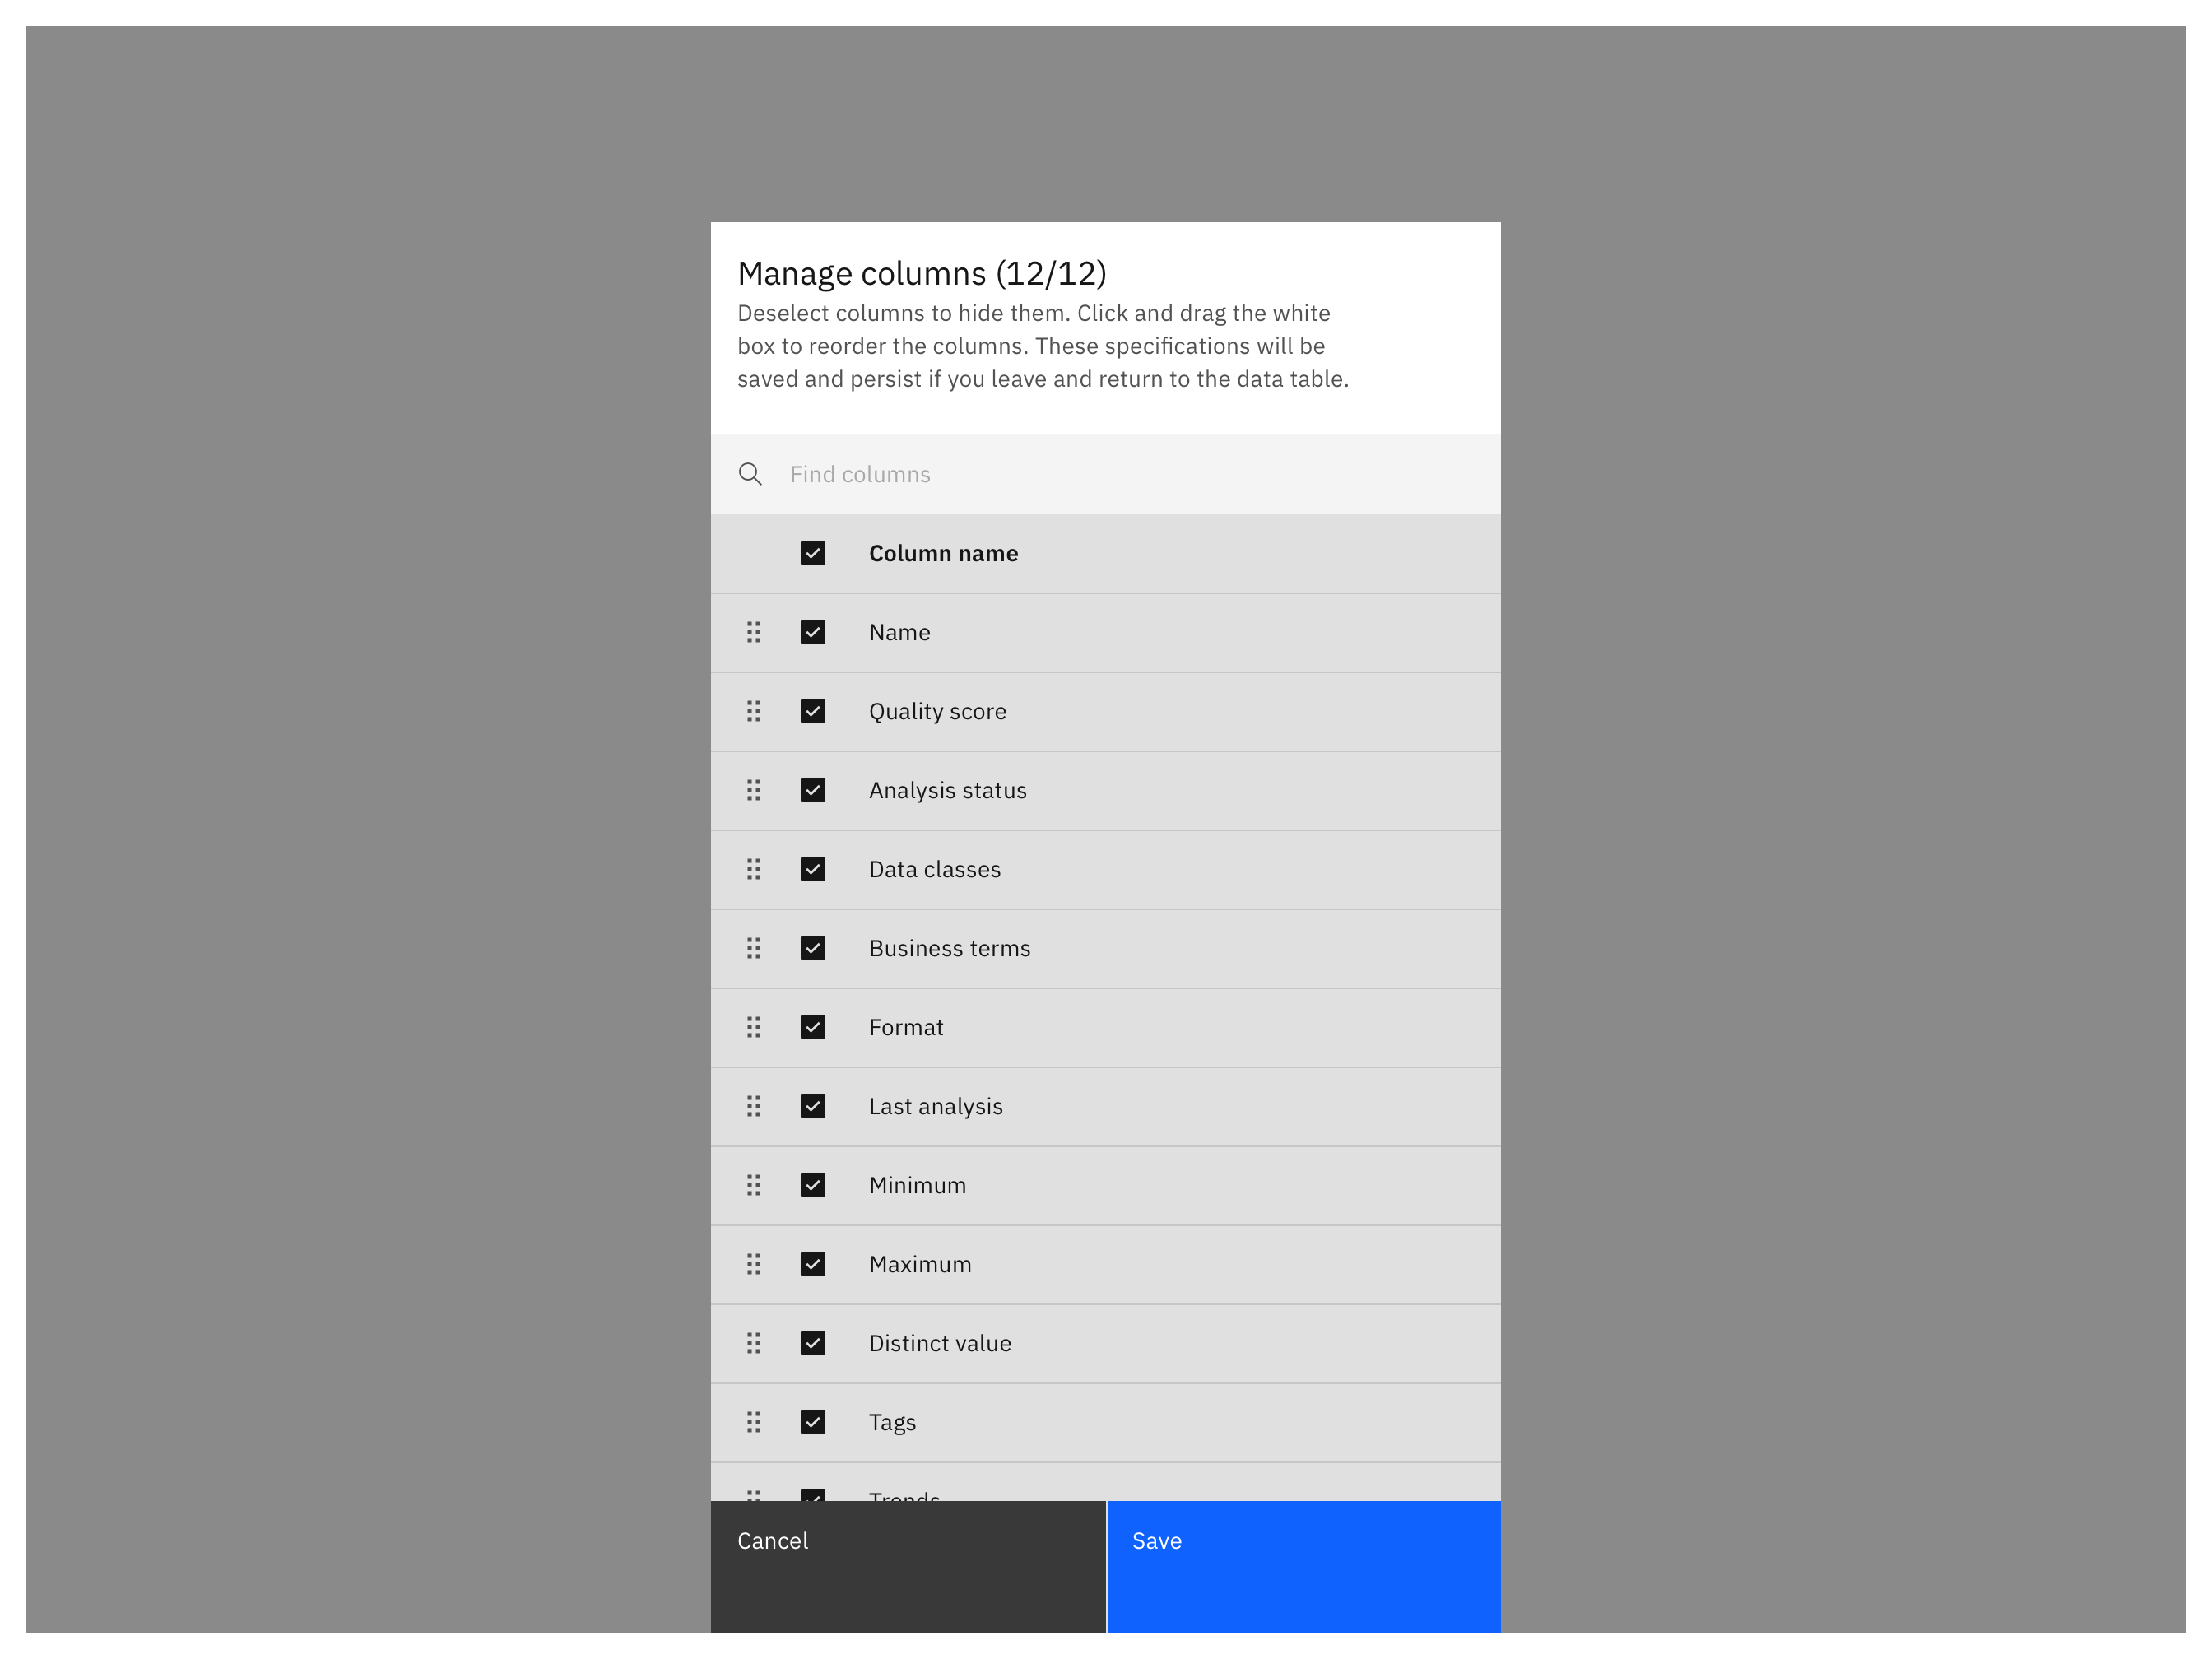 Manage columns (12/12)
Deselect columns to hide them. Click and drag the white
box to reorder the columns. These specifications will be
saved and persist if you leave and return to the data table.
Find columns
Column name
Name
Quality score
Analysis status
Data classes
Business terms
Format
Last analysis
Minimum
Maximum
Distinct value
Tags
Trends
Cancel
Save